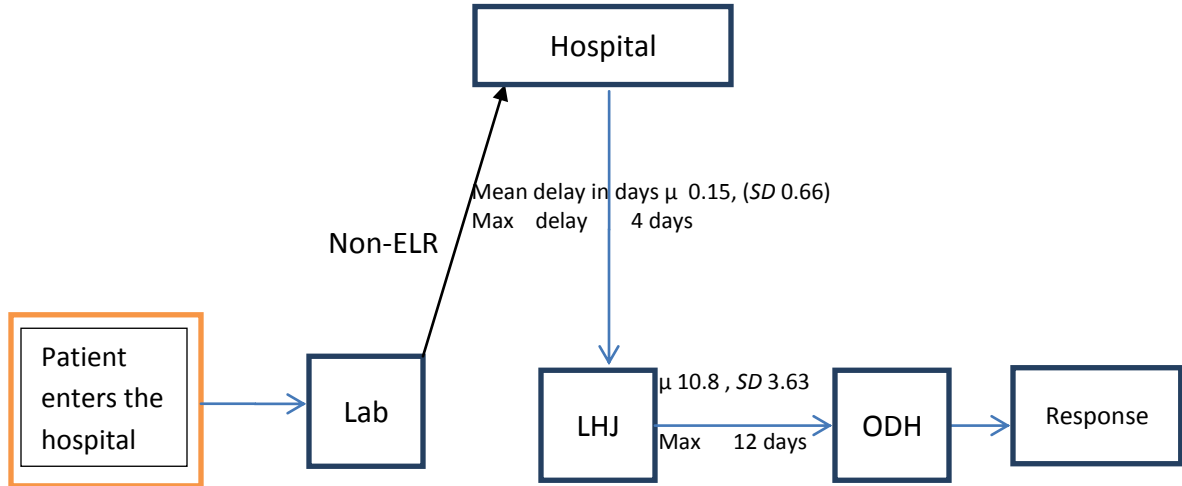 Hospital
Mean delay in days μ 0.15, (SD 0.66)
Max delay 4 days
Non-ELR
Patient
enters the
hospital
Lab
LHJ
μ 10.8 , SD 3.63
Max 12 days
ODH
Response